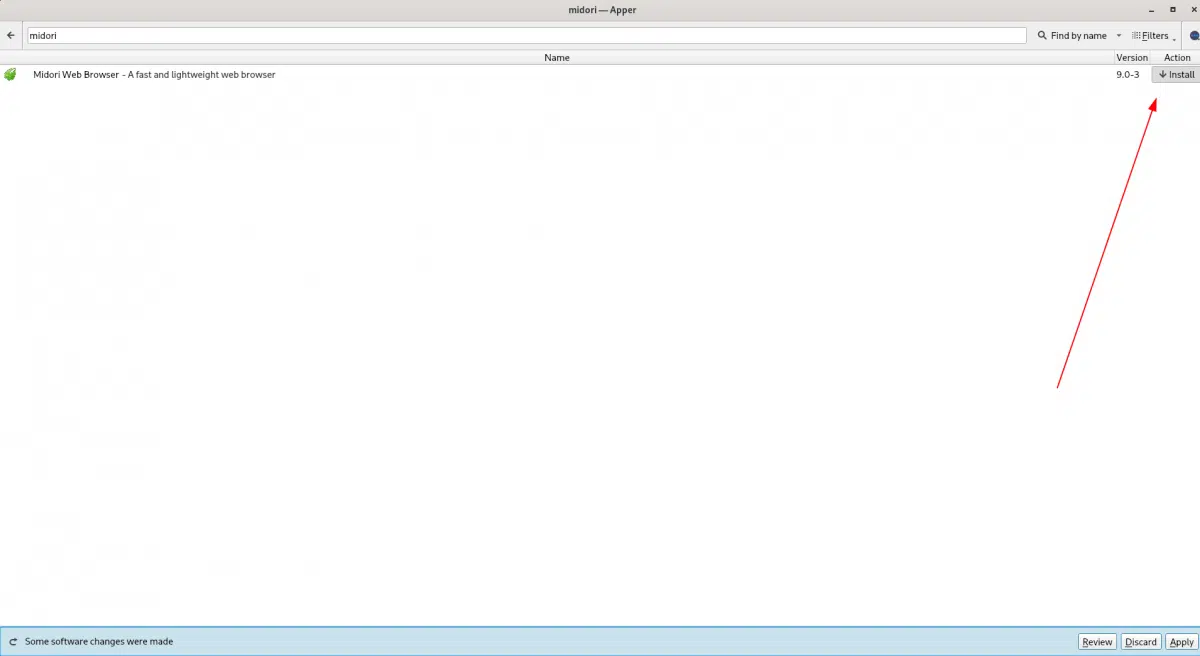 midori — Apper
midori
Find by name
Filters
Name
Version
Action
Midori Web Browser - A fast and lightweight web browser
9.0-3
Install
Some software changes were made
Review
Discard
Apply